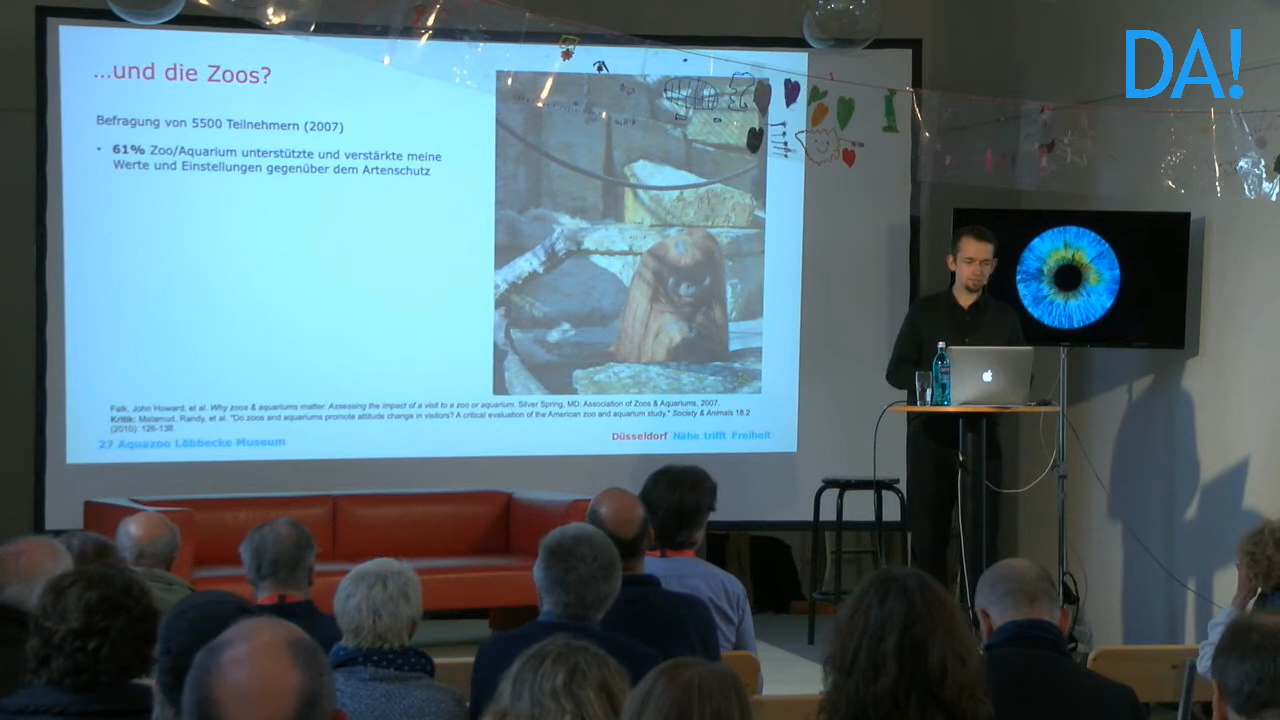 DA!
...und die Zoos?
Befragung von 5500 Teilnehmern (2007)
• 61% Zoo/Aquarium unterstützte und verstärkte meine
Werte und Einstellungen gegenüber dem Artenschutz
Falk, John Howard, et al. Why zoos & aquariums matter: Assessing the impact of a visit to a zoo or aquarium. Silver Spring, MD: Association of Zoos & Aquariums, 2007.
Kritik: Malamud, Randy, et al. "Do zoos and aquariums promote attitude change in visitors? A critical evaluation of the American zoo and aquarium study." Society & Animals 18.2
(2010): 126-138.
27 Aquazoo Löbbecke Museum
Düsseldorf Nähe trifft Freiheit